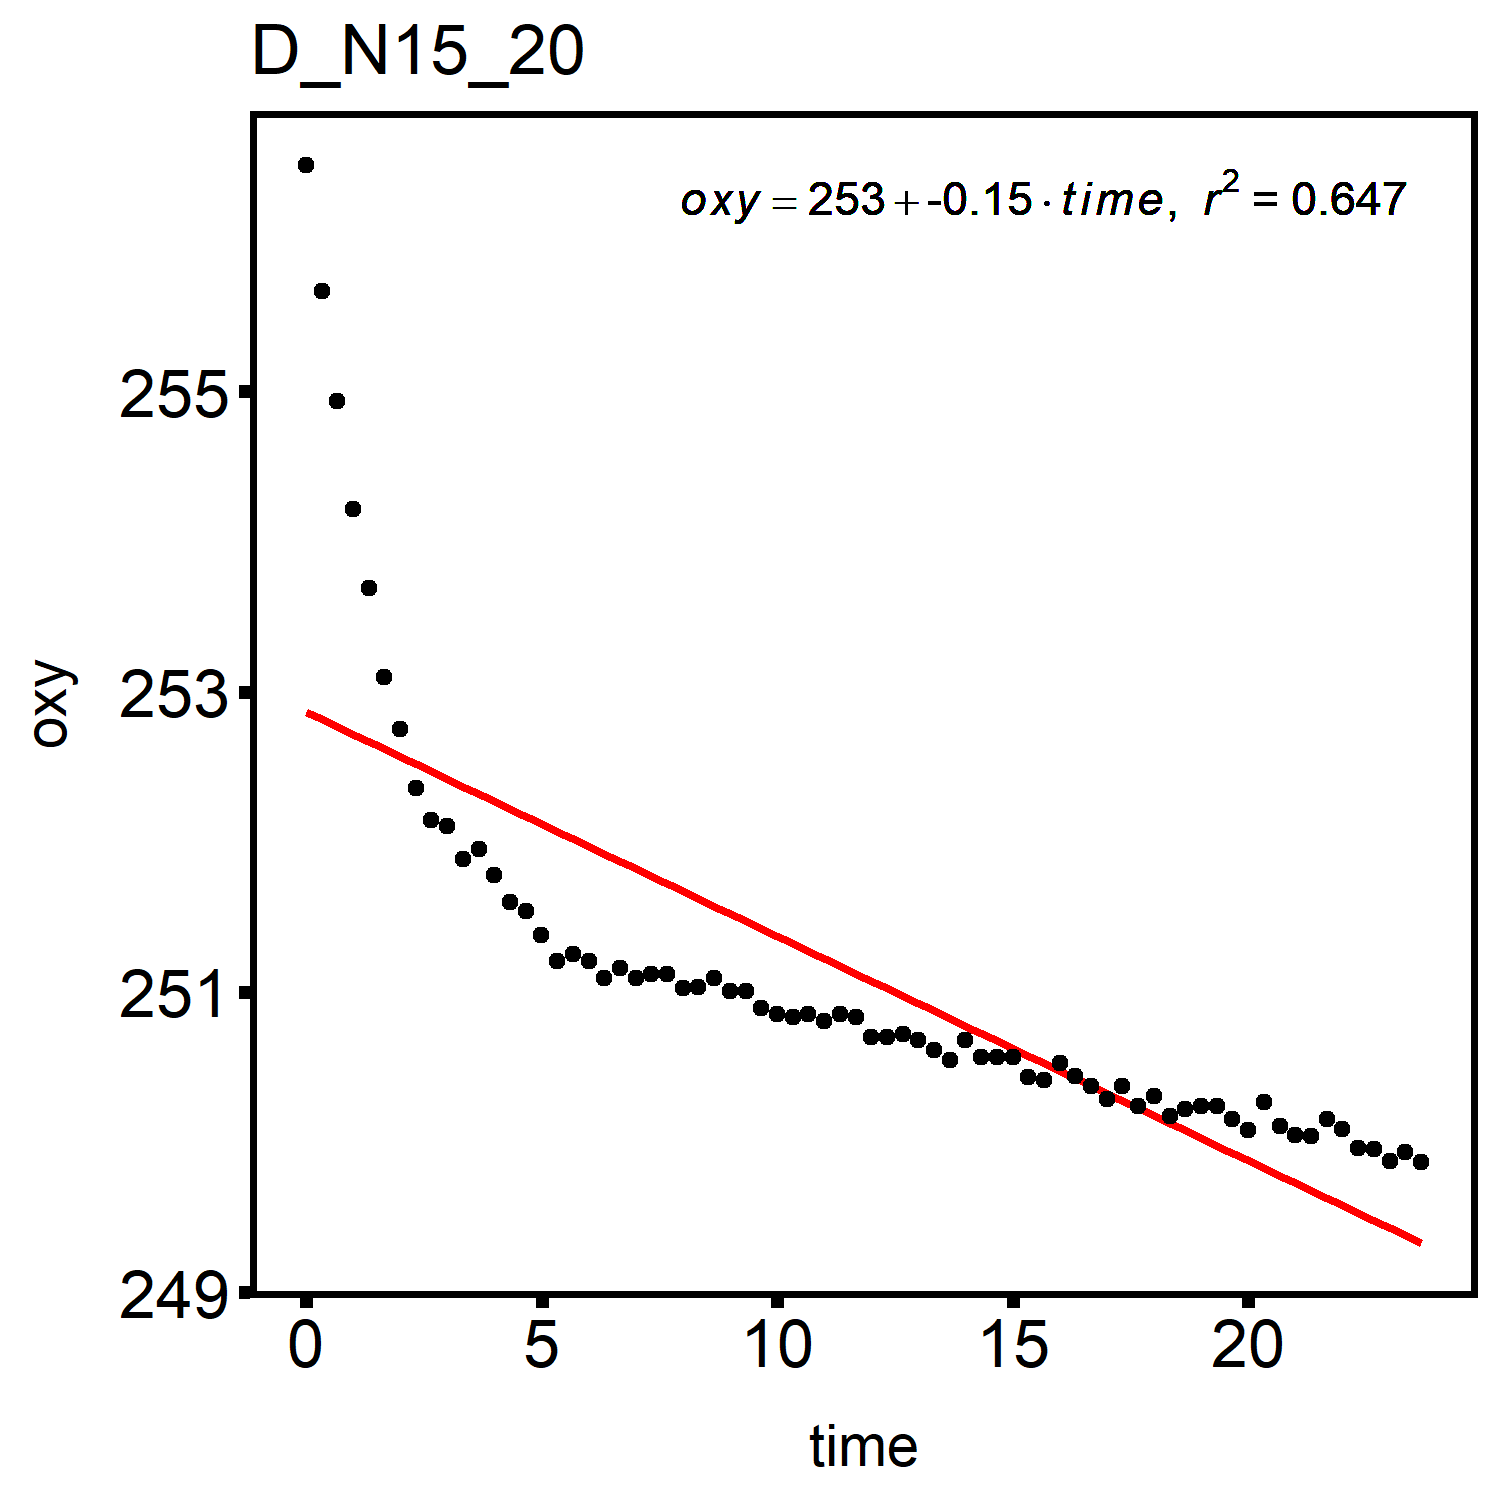 D_N15_20
oxy = 253 + -0.15 · time, r² = 0.647
255
253
251
249
oxy
0 5 10 15 20
time